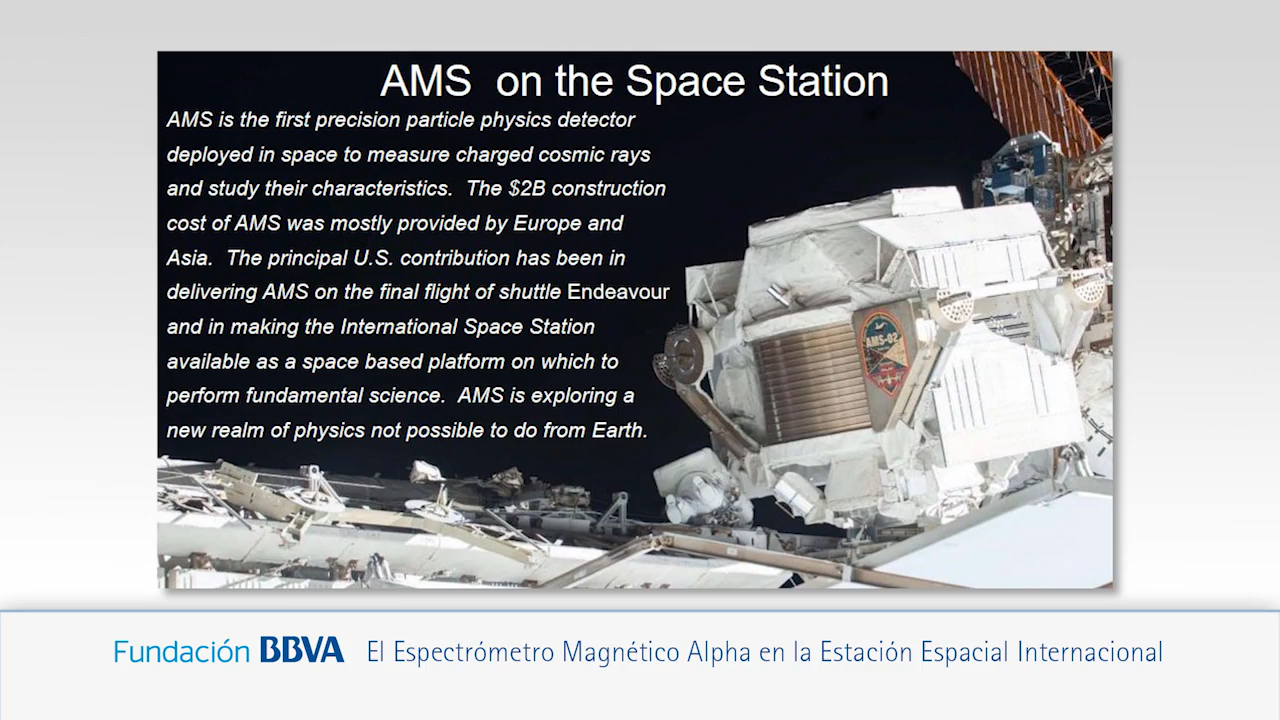 AMS on the Space Station
AMS is the first precision particle physics detector
deployed in space to measure charged cosmic rays
and study their characteristics. The $2B construction
cost of AMS was mostly provided by Europe and
Asia. The principal U.S. contribution has been in
delivering AMS on the final flight of shuttle Endeavour
and in making the International Space Station
available as a space based platform on which to
perform fundamental science. AMS is exploring a
new realm of physics not possible to do from Earth.
AMS-02
Fundación BBVA El Espectrómetro Magnético Alpha en la Estación Espacial Internacional